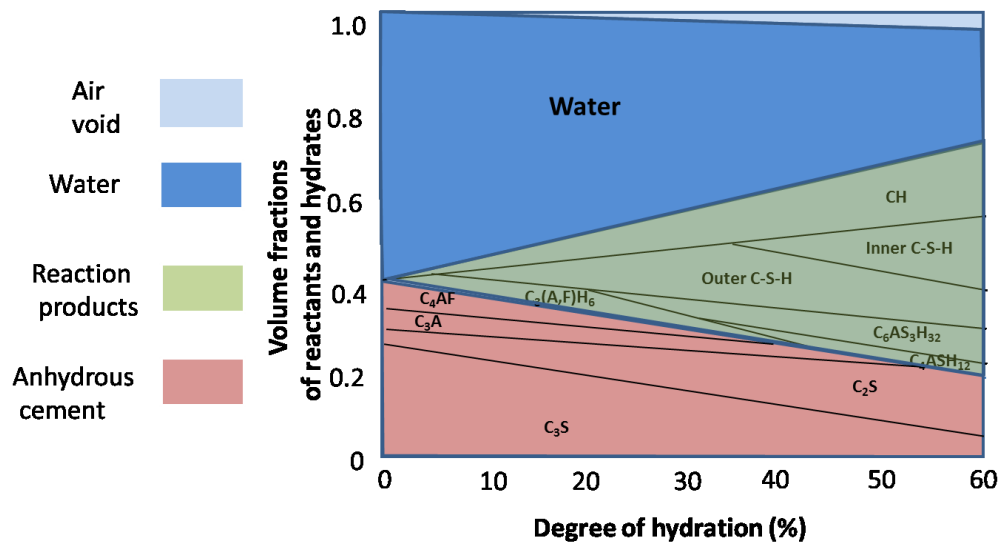 Air
void
Water
Reaction
products
Anhydrous
cement
Volume fractions
of reactants and hydrates
1.0
0.8
0.6
0.4
0.2
0
Water
CH
Inner C-S-H
Outer C-S-H
C₄AF
C₃(A,F)H₆
C₃A
C₆AS₃H₃₂
C₄ASH₁₂
C₂S
C₃S
0 10 20 30 40 50 60
Degree of hydration (%)